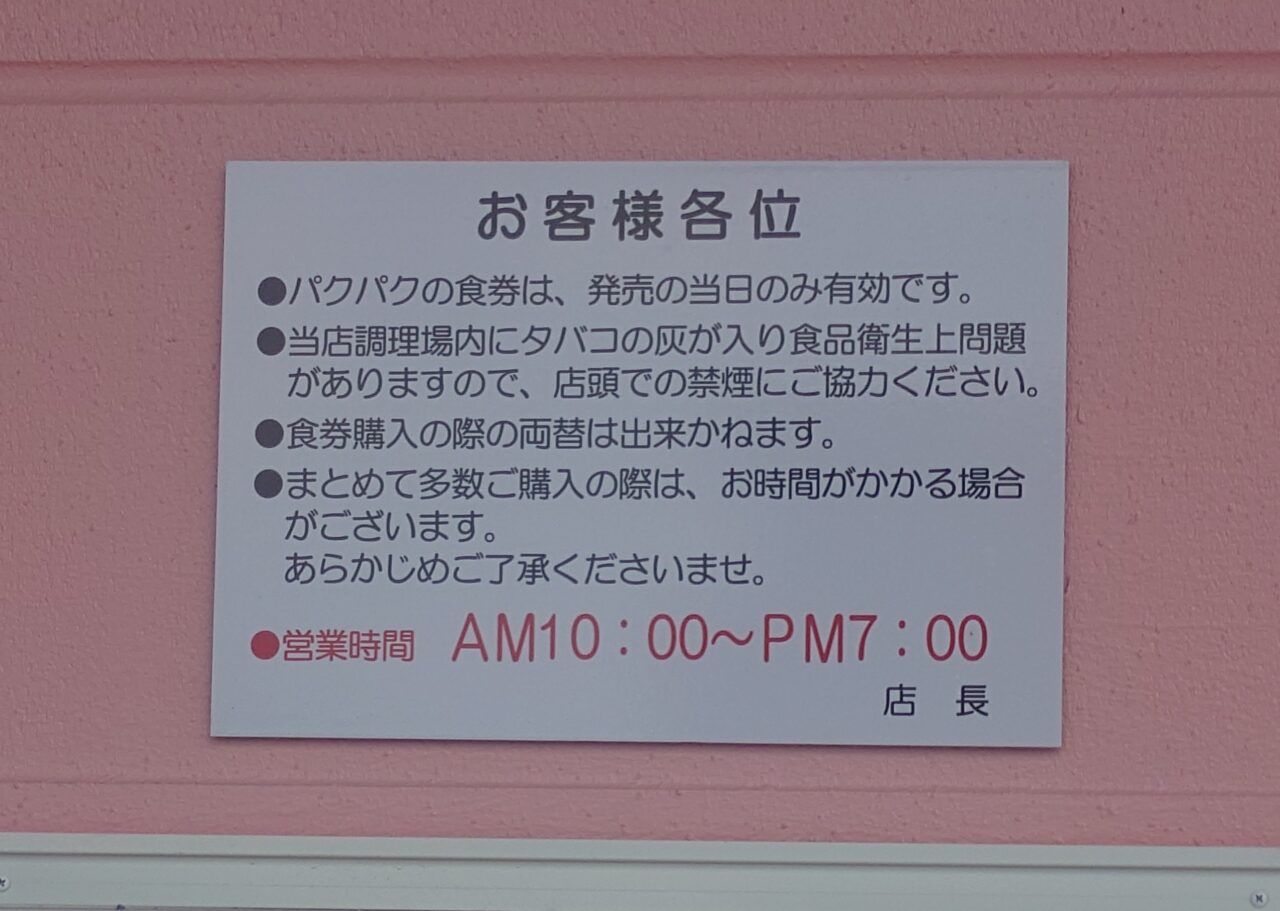 お客様各位
●パクパクの食券は、発売の当日のみ有効です。
●当店調理場内にタバコの灰が入り食品衛生上問題
がありますので、店頭での禁煙にご協力ください。
●食券購入の際の両替は出来かねます。
●まとめて多数ご購入の際は、お時間がかかる場合
がございます。
あらかじめご了承くださいませ。
●営業時間 AM10：00～PM7：00
店 長